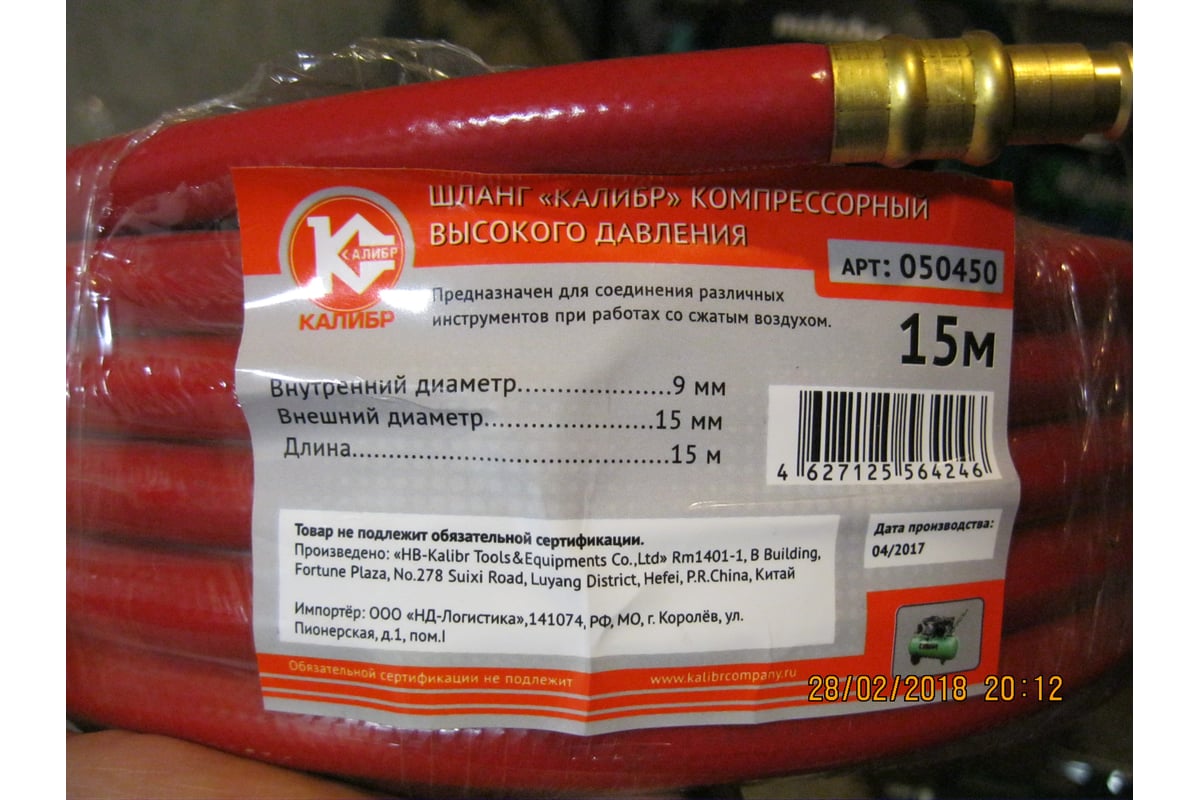 ШЛАНГ «КАЛИБР» КОМПРЕССОРНЫЙ
ВЫСОКОГО ДАВЛЕНИЯ
КАЛИБР
КАЛИБР
АРТ: 050450
Предназначен для соединения различных
инструментов при работах со сжатым воздухом.
15м
Внутренний диаметр....................9 мм
Внешний диаметр......................15 мм
Длина.........................................15 м
4 627125 564246
Товар не подлежит обязательной сертификации.
Произведено: «HB-Kalibr Tools&Equipments Co.,Ltd» Rm1401-1, B Building,
Fortune Plaza, No.278 Suixi Road, Luyang District, Hefei, P.R.China, Китай
Импортёр: ООО «НД-Логистика»,141074, РФ, МО, г. Королёв, ул.
Пионерская, д.1, пом.I
Дата производства:
04/2017
Обязательной сертификации не подлежит
www.kalibrcompany.ru
28/02/2018 20:12